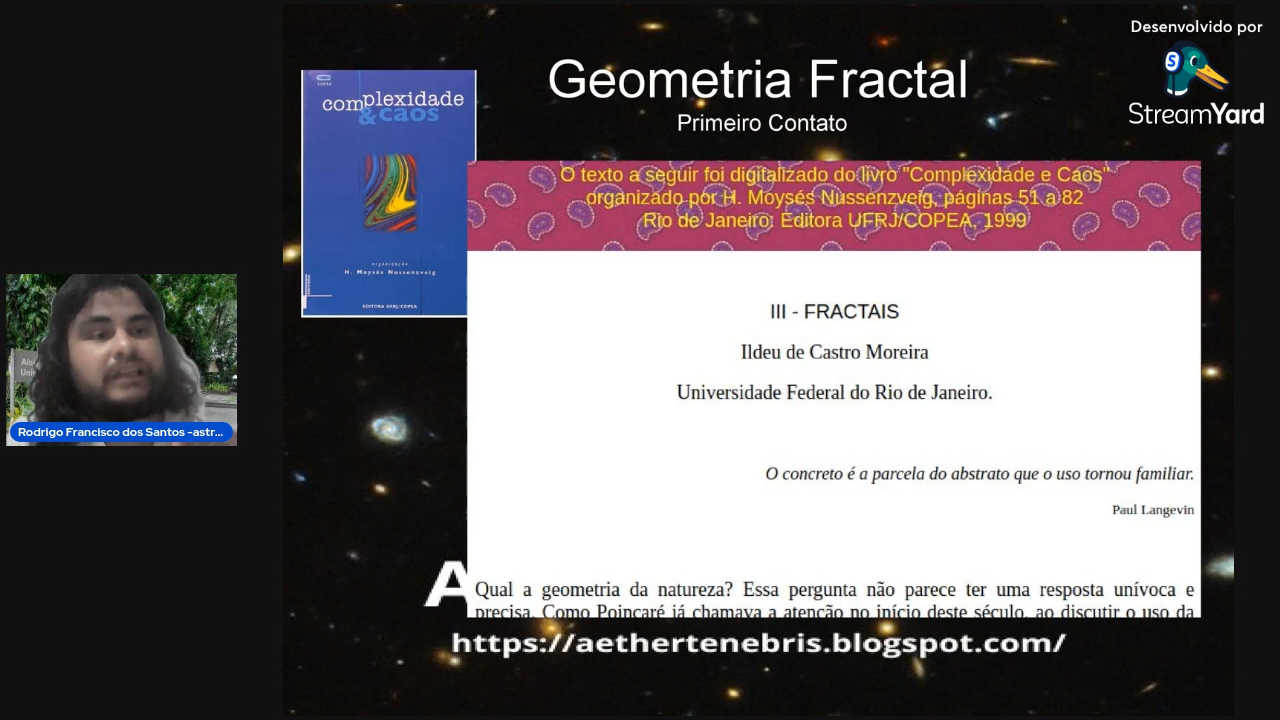 Desenvolvido por
StreamYard
Geometria Fractal
Primeiro Contato
COPEA
complexidade
&caos
organização
H. Moysés Nussenzveig
EDITORA UFRJ/COPEA
O texto a seguir foi digitalizado do livro "Complexidade e Caos"
organizado por H. Moysés Nussenzveig, páginas 51 a 82
Rio de Janeiro: Editora UFRJ/COPEA, 1999
III - FRACTAIS
Ildeu de Castro Moreira
Universidade Federal do Rio de Janeiro.
O concreto é a parcela do abstrato que o uso tornou familiar.
Paul Langevin
Qual a geometria da natureza? Essa pergunta não parece ter uma resposta unívoca e
precisa. Como Poincaré já chamava a atenção no início deste século, ao discutir o uso da
A
https://aethertenebris.blogspot.com/
Rodrigo Francisco dos Santos -astr...